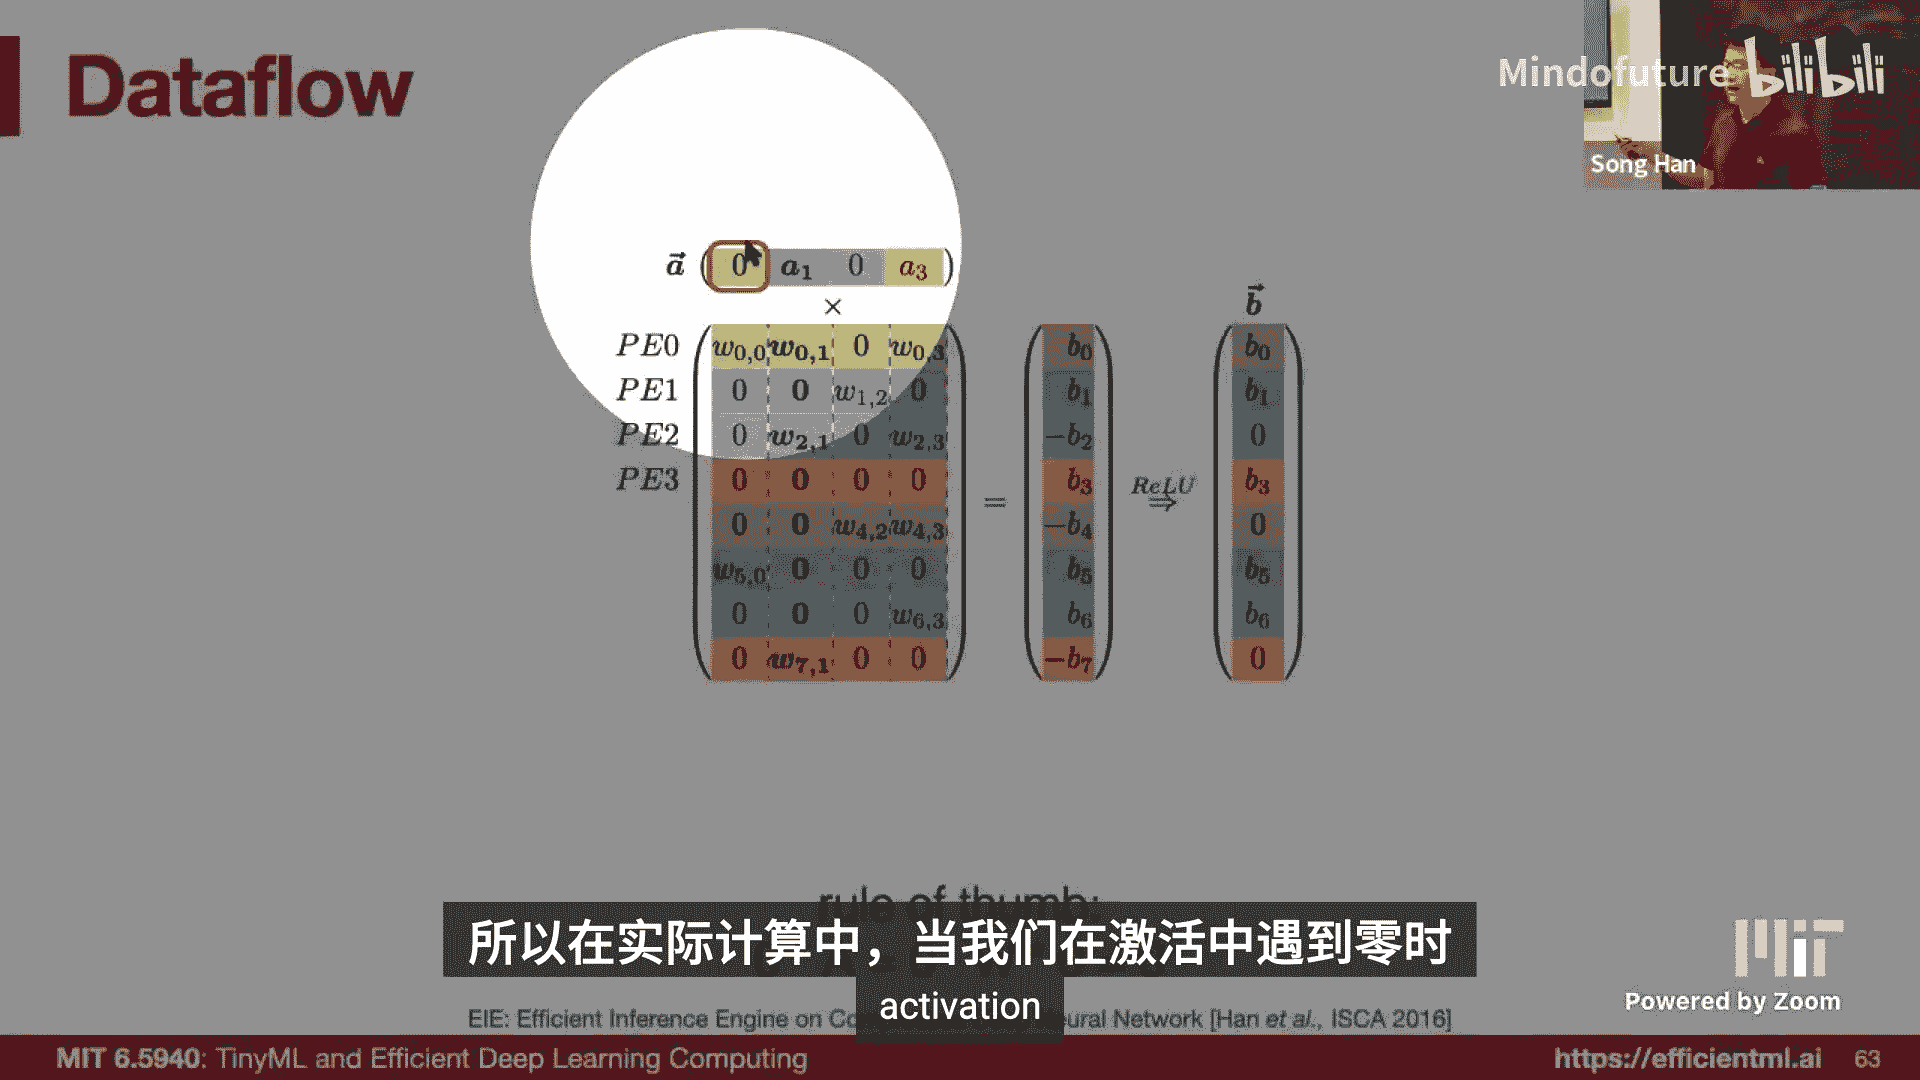 Dataflow
Mindofuture bilibili
Song Han
a⃗ ( 0 a₁ 0 a₃ )
×
b⃗
PE0 w₀,₀ w₀,₁ 0 w₀,₃ b₀ b₀
PE1 0 0 w₁,₂ 0 b₁ b₁
PE2 0 w₂,₁ 0 w₂,₃ −b₂ 0
PE3 0 0 0 0 b₃ b₃
= ReLU ⇒
0 0 w₄,₂ w₄,₃ −b₄ 0
w₅,₀ 0 0 0 b₅ b₅
0 0 0 w₆,₃ b₆ b₆
0 w₇,₁ 0 0 −b₇ 0
rule of thumb:
所以在实际计算中，当我们在激活中遇到零时
activation
EIE: Efficient Inference Engine on Co ural Network [Han et al., ISCA 2016]
MIT
Powered by Zoom
MIT 6.5940: TinyML and Efficient Deep Learning Computing
https://efficientml.ai 63